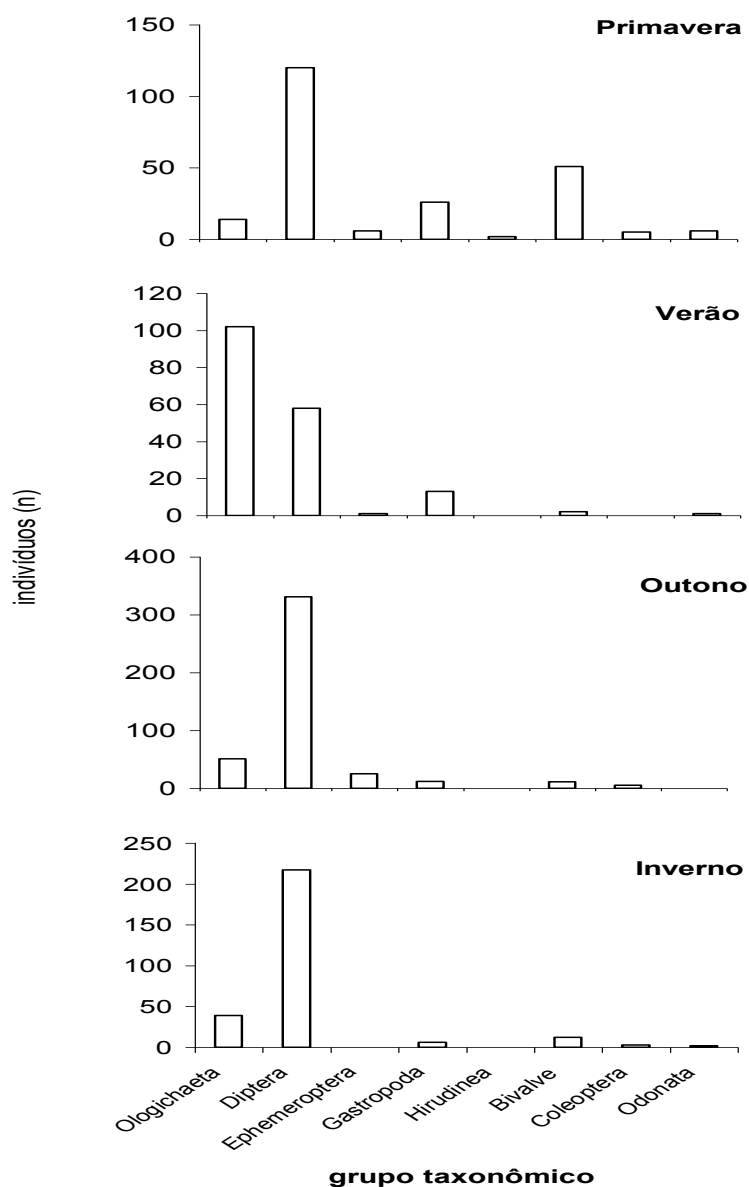 Primavera
150
100
50
0
Verão
120
100
80
60
40
20
0
indivíduos (n)
Outono
400
300
200
100
0
Inverno
250
200
150
100
50
0
Ologichaeta
Diptera
Ephemeroptera
Gastropoda
Hirudinea
Bivalve
Coleoptera
Odonata
grupo taxonômico